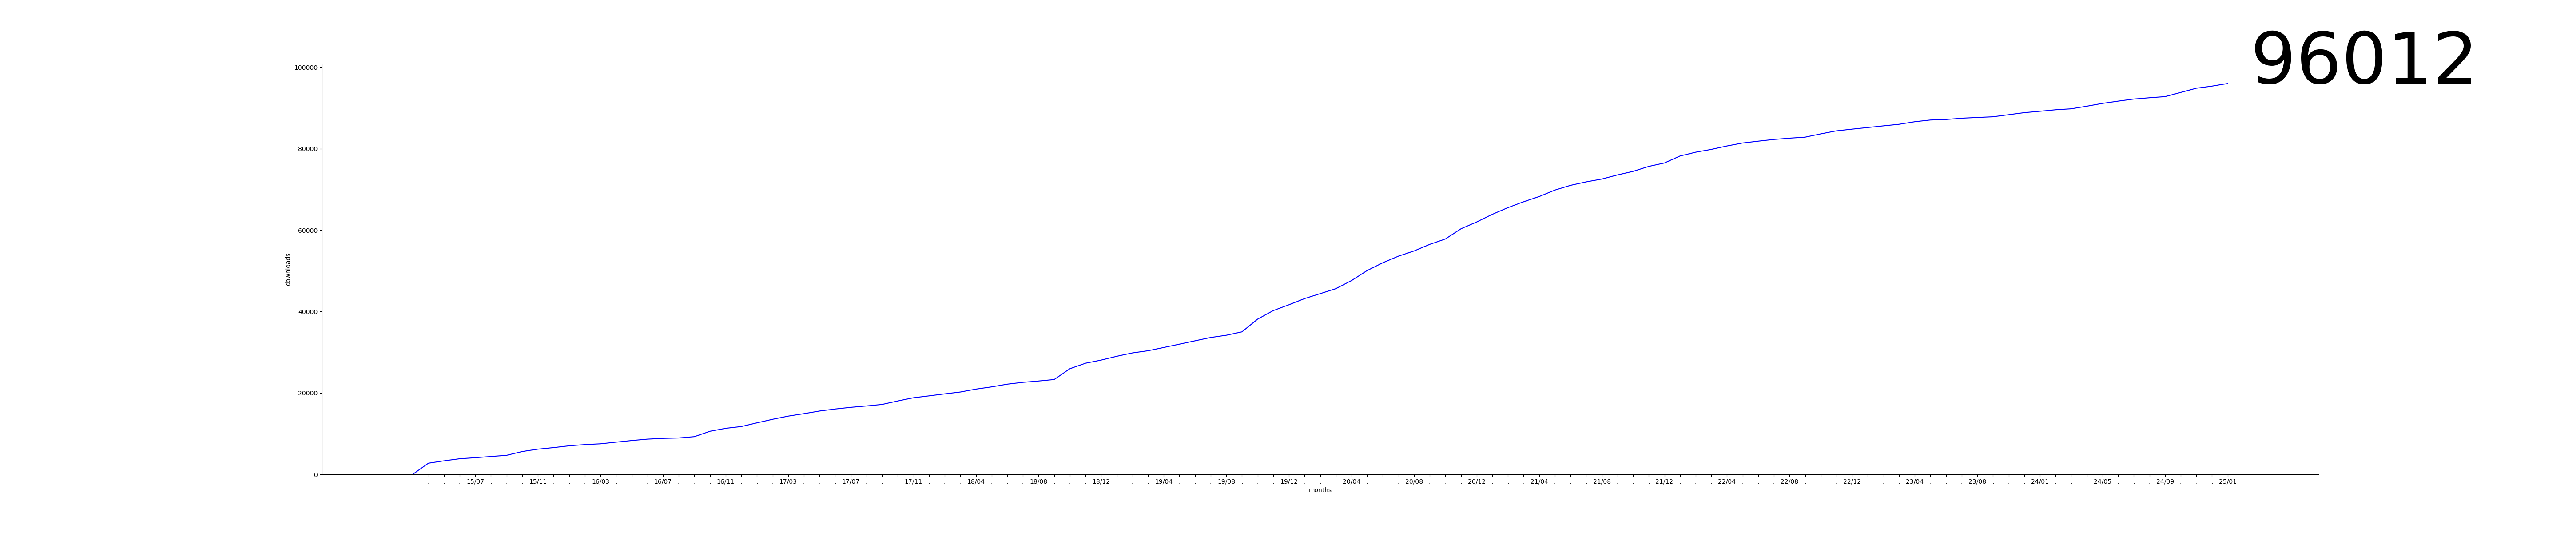 96012
100000
80000
60000
40000
20000
0
downloads
. . . 15/07 . . . 15/11 . . . 16/03 . . . 16/07 . . . 16/11 . . . 17/03 . . . 17/07 . . . 17/11 . . . 18/04 . . . 18/08 . . . 18/12 . . . 19/04 . . . 19/08 . . . 19/12 . . . 20/04 . . . 20/08 . . . 20/12 . . . 21/04 . . . 21/08 . . . 21/12 . . . 22/04 . . . 22/08 . . . 22/12 . . . 23/04 . . . 23/08 . . . 24/01 . . . 24/05 . . . 24/09 . . . 25/01
months